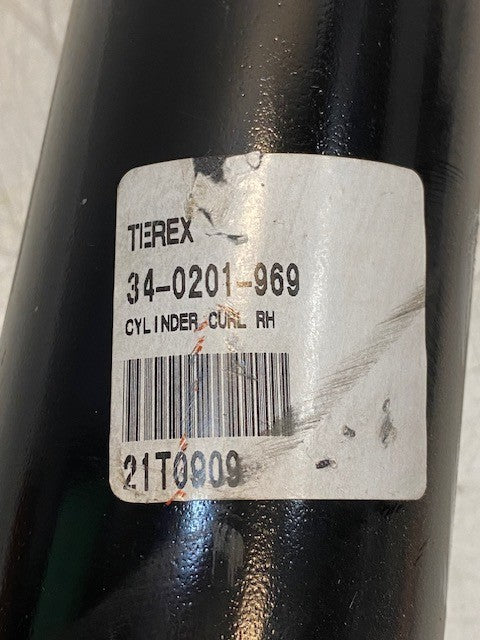 TEREX
34-0201-969
CYLINDER CURL RH
21T0909